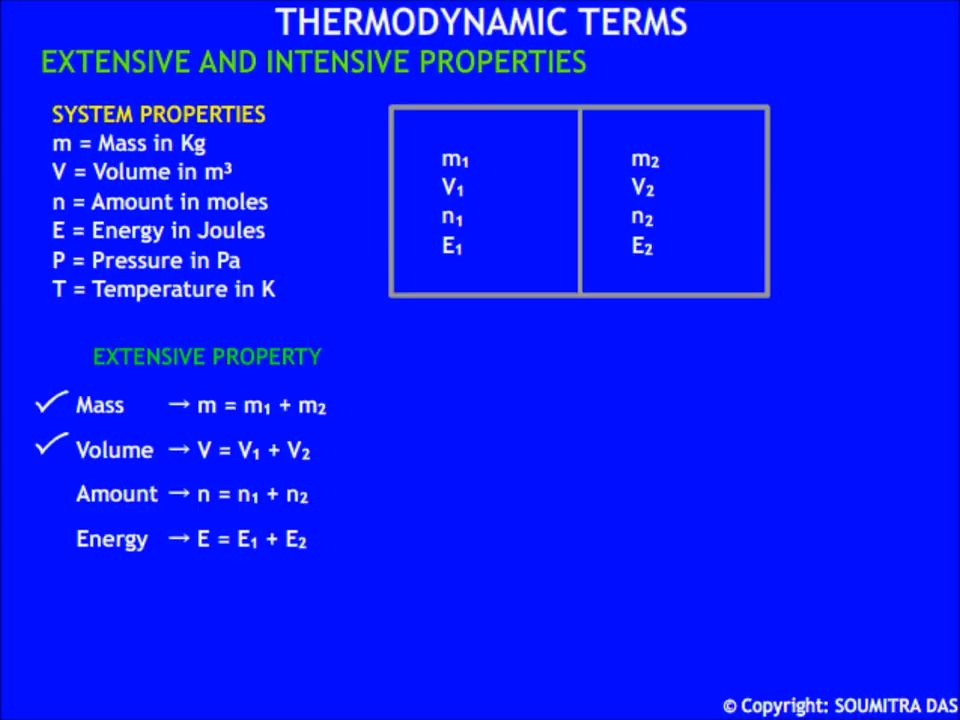 THERMODYNAMIC TERMS
EXTENSIVE AND INTENSIVE PROPERTIES
SYSTEM PROPERTIES
m = Mass in Kg
V = Volume in m³
n = Amount in moles
E = Energy in Joules
P = Pressure in Pa
T = Temperature in K
m₁
V₁
n₁
E₁
m₂
V₂
n₂
E₂
EXTENSIVE PROPERTY
Mass → m = m₁ + m₂
Volume → V = V₁ + V₂
Amount → n = n₁ + n₂
Energy → E = E₁ + E₂
© Copyright: SOUMITRA DAS